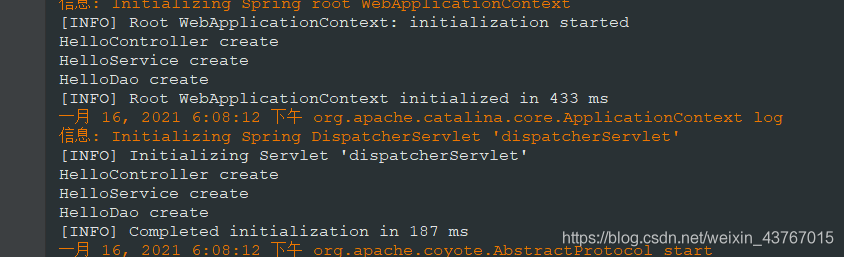 信息: Initializing Spring root WebApplicationContext
[INFO] Root WebApplicationContext: initialization started
HelloController create
HelloService create
HelloDao create
[INFO] Root WebApplicationContext initialized in 433 ms
一月 16, 2021 6:08:12 下午 org.apache.catalina.core.ApplicationContext log
信息: Initializing Spring DispatcherServlet 'dispatcherServlet'
[INFO] Initializing Servlet 'dispatcherServlet'
HelloController create
HelloService create
HelloDao create
[INFO] Completed initialization in 187 ms
一月 16, 2021 6:08:12 下午 org.apache.coyote.AbstractProtocol start
https://blog.csdn.net/weixin_43767015